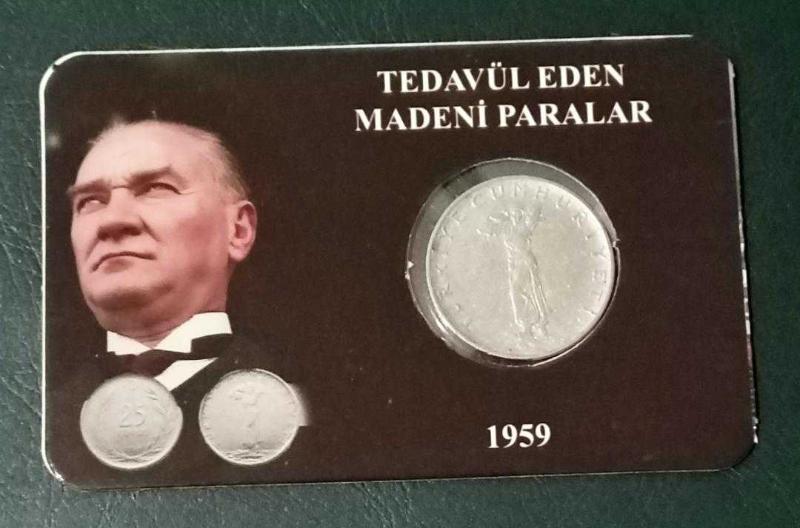 TEDAVÜL EDEN
MADENİ PARALAR
TÜRKİYE CUMHURİYETİ
25
1959